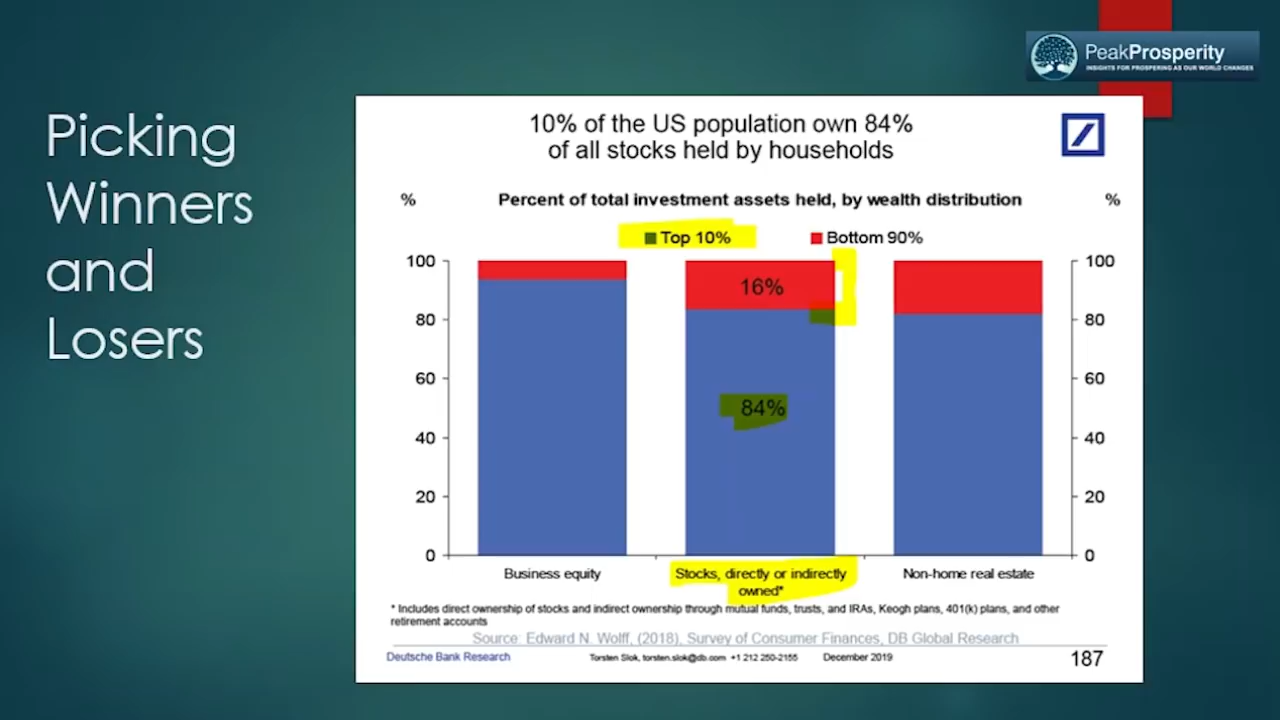 PeakProsperity
INSIGHTS FOR PROSPERING AS OUR WORLD CHANGES
Picking
Winners
and
Losers
10% of the US population own 84%
of all stocks held by households
% Percent of total investment assets held, by wealth distribution %
Top 10% Bottom 90%
100 100
16%
80 80
60 60
84%
40 40
20 20
0 0
Business equity Stocks, directly or indirectly Non-home real estate
owned*
* Includes direct ownership of stocks and indirect ownership through mutual funds, trusts, and IRAs, Keogh plans, 401(k) plans, and other
retirement accounts
Source: Edward N. Wolff, (2018), Survey of Consumer Finances, DB Global Research
Deutsche Bank Research Torsten Slok, torsten.slok@db.com +1 212 250-2155 December 2019 187